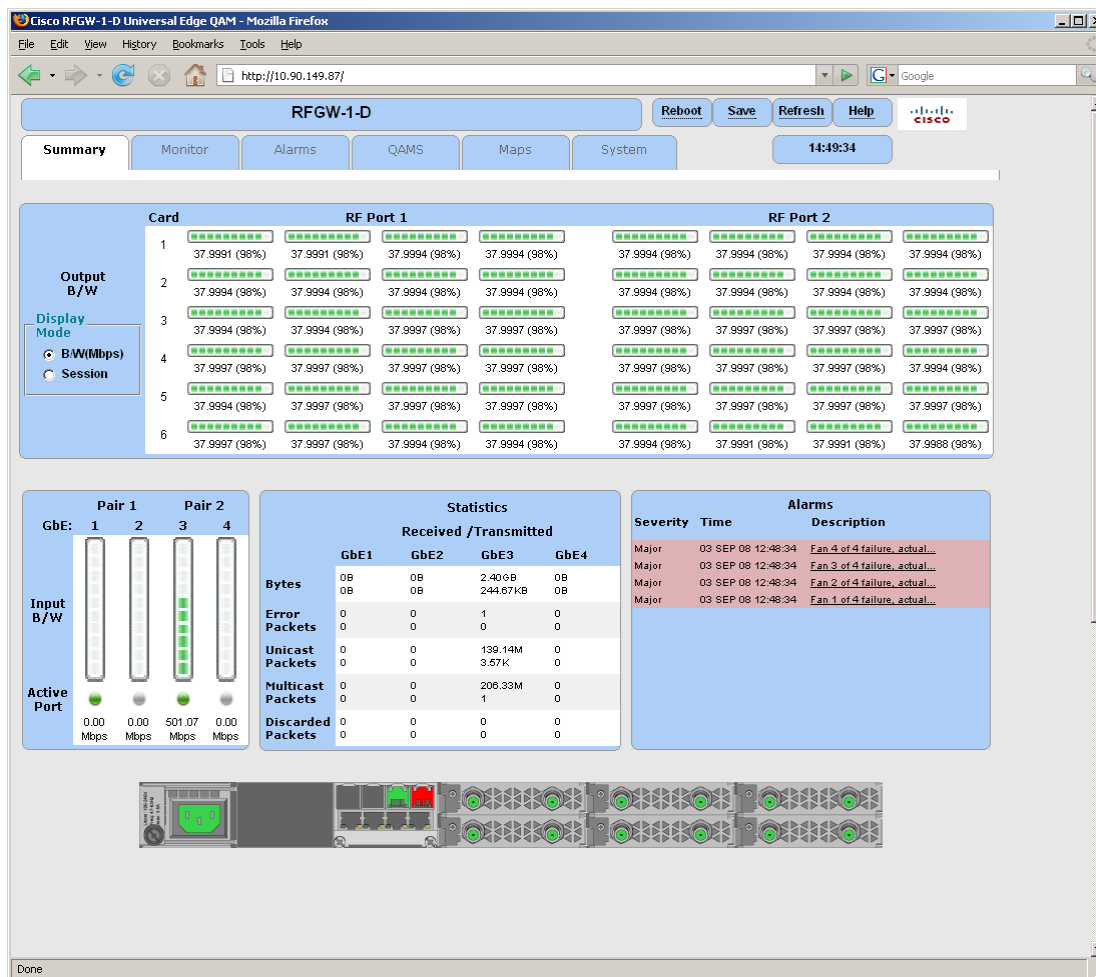 Cisco RFGW-1-D Universal Edge QAM - Mozilla Firefox
File Edit View History Bookmarks Tools Help
http://10.90.149.87/
G Google
RFGW-1-D
Reboot Save Refresh Help
CISCO
Summary Monitor Alarms QAMS Maps System
14:49:34
Card RF Port 1 RF Port 2
Output
B/W
Display
Mode
B/W(Mbps)
Session
1 37.9991 (98%) 37.9991 (98%) 37.9994 (98%) 37.9994 (98%) 37.9994 (98%) 37.9994 (98%) 37.9994 (98%) 37.9994 (98%)
2 37.9994 (98%) 37.9994 (98%) 37.9994 (98%) 37.9994 (98%) 37.9994 (98%) 37.9994 (98%) 37.9994 (98%) 37.9994 (98%)
3 37.9994 (98%) 37.9994 (98%) 37.9997 (98%) 37.9997 (98%) 37.9997 (98%) 37.9997 (98%) 37.9997 (98%) 37.9997 (98%)
4 37.9997 (98%) 37.9997 (98%) 37.9997 (98%) 37.9997 (98%) 37.9997 (98%) 37.9997 (98%) 37.9997 (98%) 37.9994 (98%)
5 37.9994 (98%) 37.9997 (98%) 37.9997 (98%) 37.9997 (98%) 37.9997 (98%) 37.9997 (98%) 37.9997 (98%) 37.9997 (98%)
6 37.9997 (98%) 37.9997 (98%) 37.9994 (98%) 37.9994 (98%) 37.9994 (98%) 37.9991 (98%) 37.9991 (98%) 37.9988 (98%)
Pair 1 Pair 2
GbE: 1 2 3 4
Input
B/W
Active
Port
0.00 0.00 501.07 0.00
Mbps Mbps Mbps Mbps
Statistics
Received /Transmitted
GbE1 GbE2 GbE3 GbE4
Bytes
0B 0B 2.40GB 0B
0B 0B 244.67KB 0B
Error 0 0 1 0
Packets 0 0 0 0
Unicast 0 0 139.14M 0
Packets 0 0 3.57K 0
Multicast 0 0 206.33M 0
Packets 0 0 1 0
Discarded 0 0 0 0
Packets 0 0 0 0
Alarms
Severity Time Description
Major 03 SEP 08 12:48:34 Fan 4 of 4 failure, actual...
Major 03 SEP 08 12:48:34 Fan 3 of 4 failure, actual...
Major 03 SEP 08 12:48:34 Fan 2 of 4 failure, actual...
Major 03 SEP 08 12:48:34 Fan 1 of 4 failure, actual...
Done